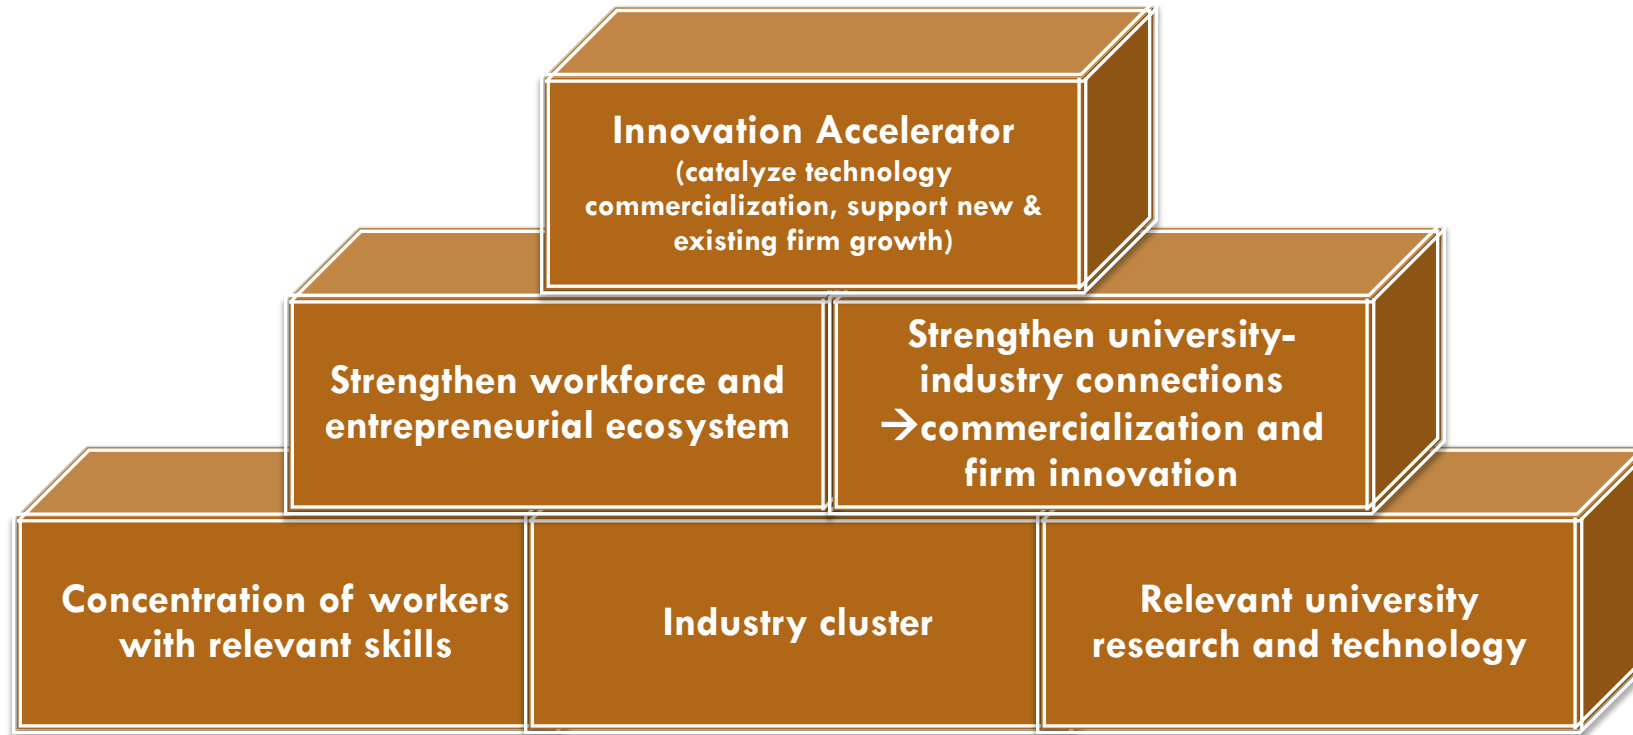 Innovation Accelerator
(catalyze technology
commercialization, support new &
existing firm growth)
Strengthen workforce and
entrepreneurial ecosystem
Strengthen university-
industry connections
→commercialization and
firm innovation
Concentration of workers
with relevant skills
Industry cluster
Relevant university
research and technology